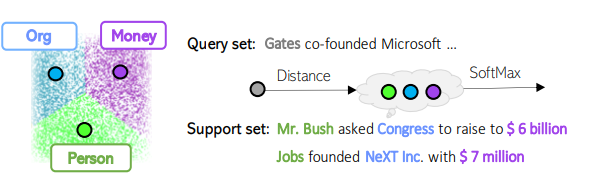 Org
Money
Person
Query set: Gates co-founded Microsoft ...
Distance
SoftMax
Support set: Mr. Bush asked Congress to raise to $ 6 billion
Jobs founded NeXT Inc. with $ 7 million